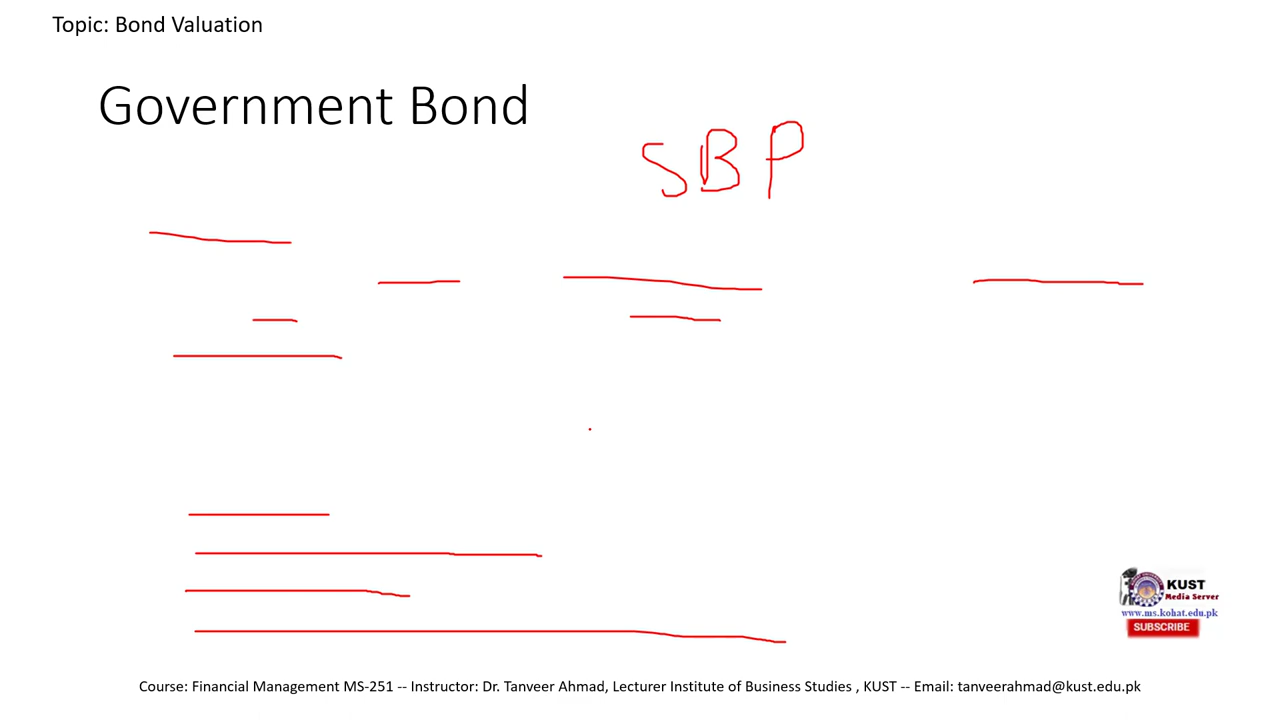 Topic: Bond Valuation
Government Bond
SBP
KUST
Media Server
www.ms.kohat.edu.pk
SUBSCRIBE
Course: Financial Management MS-251 -- Instructor: Dr. Tanveer Ahmad, Lecturer Institute of Business Studies , KUST -- Email: tanveerahmad@kust.edu.pk